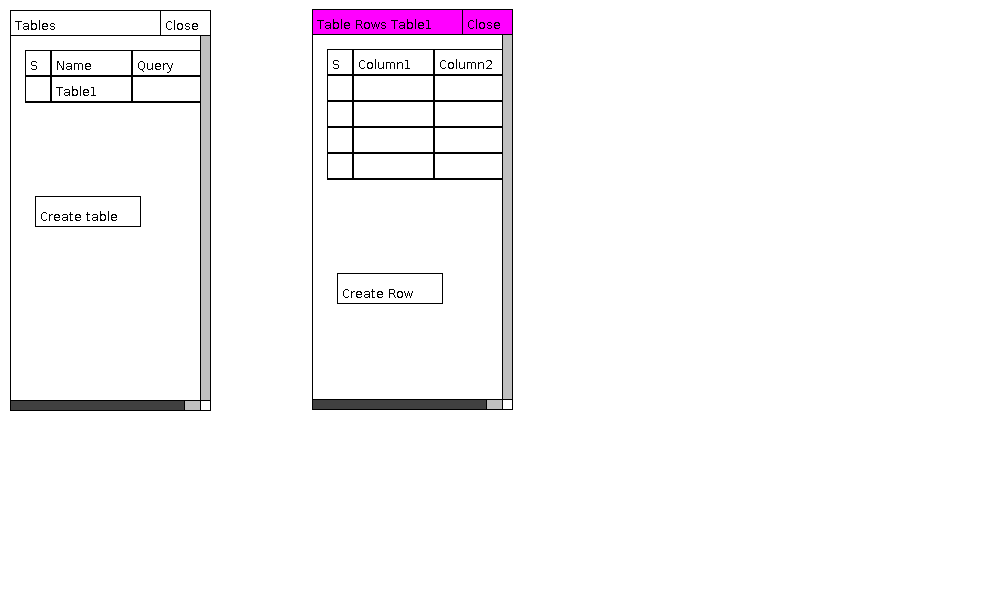 Tables Close
S Name Query
Table1
Create table
Table Rows Table1 Close
S Column1 Column2
Create Row